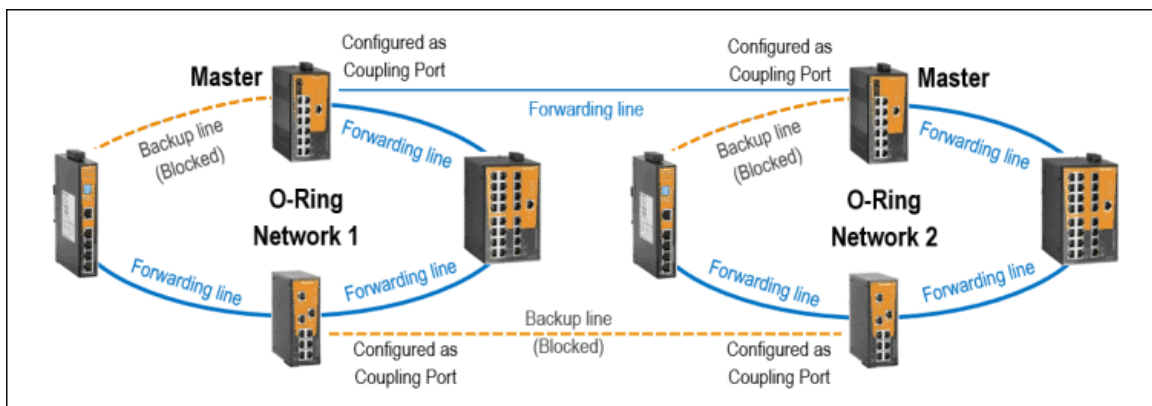 Configured as
Coupling Port
Master
Forwarding line
Backup line
(Blocked)
Forwarding line
O-Ring
Network 1
Forwarding line
Forwarding line
Configured as
Coupling Port
Backup line
(Blocked)
Configured as
Coupling Port
Master
Backup line
(Blocked)
Forwarding line
O-Ring
Network 2
Forwarding line
Forwarding line
Configured as
Coupling Port